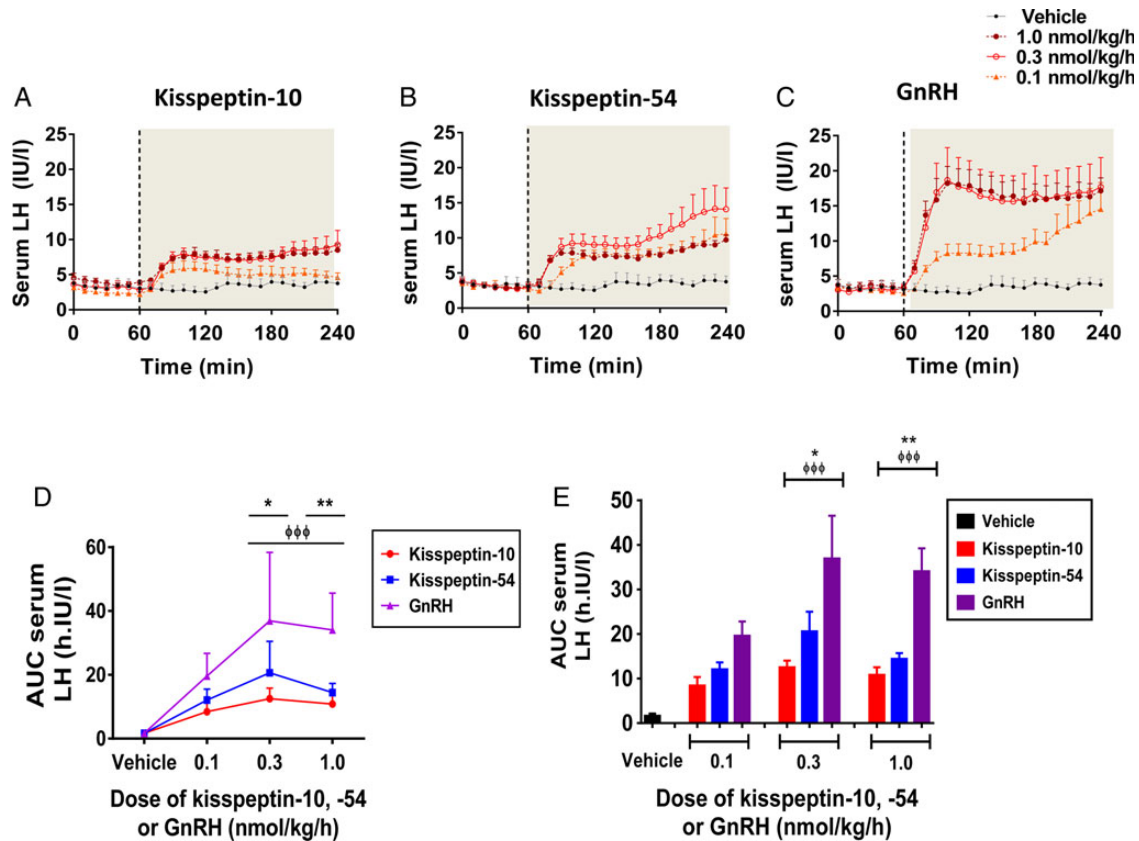 Vehicle
1.0 nmol/kg/h
0.3 nmol/kg/h
0.1 nmol/kg/h
A
Kisspeptin-10
B
Kisspeptin-54
C
GnRH
Serum LH (IU/l)
25
20
15
10
5
0
0 60 120 180 240
Time (min)
Serum LH (IU/l)
25
20
15
10
5
0
0 60 120 180 240
Time (min)
serum LH (IU/l)
25
20
15
10
5
0
0 60 120 180 240
Time (min)
D
* **
ϕϕϕ
AUC serum
LH (h.IU/l)
60
40
20
0
Vehicle 0.1 0.3 1.0
Dose of kisspeptin-10, -54
or GnRH (nmol/kg/h)
Kisspeptin-10
Kisspeptin-54
GnRH
E
*
ϕϕϕ
**
ϕϕϕ
AUC serum
LH (h.IU/l)
50
40
30
20
10
0
Vehicle 0.1 0.3 1.0
Dose of kisspeptin-10, -54
or GnRH (nmol/kg/h)
Vehicle
Kisspeptin-10
Kisspeptin-54
GnRH